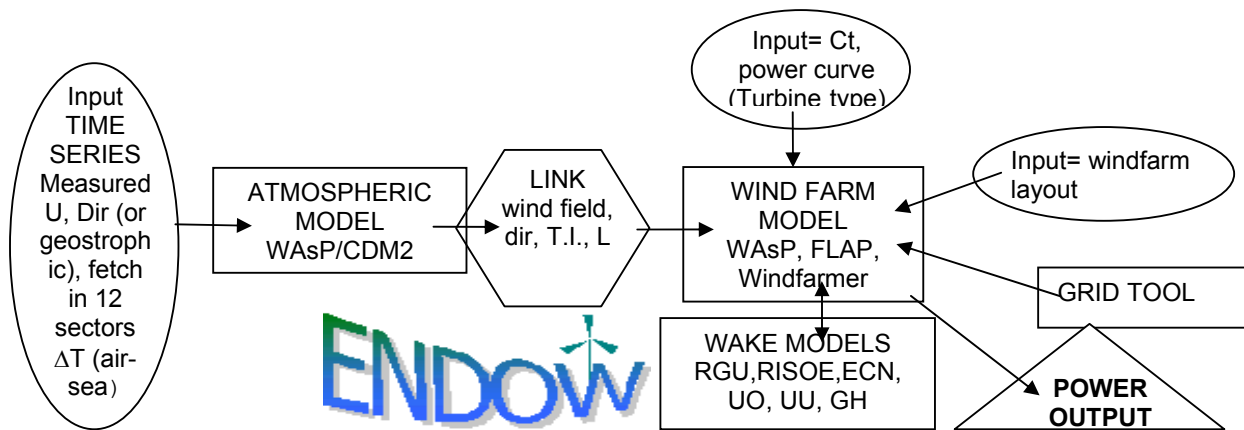 Input
TIME
SERIES
Measured
U, Dir (or
geostroph
ic), fetch
in 12
sectors
ΔT (air-
sea)
ATMOSPHERIC
MODEL
WAsP/CDM2
LINK
wind field,
dir, T.I., L
Input= Ct,
power curve
(Turbine type)
WIND FARM
MODEL
WAsP, FLAP,
Windfarmer
Input= windfarm
layout
GRID TOOL
WAKE MODELS
RGU,RISOE,ECN,
UO, UU, GH
POWER
OUTPUT
ENDOW